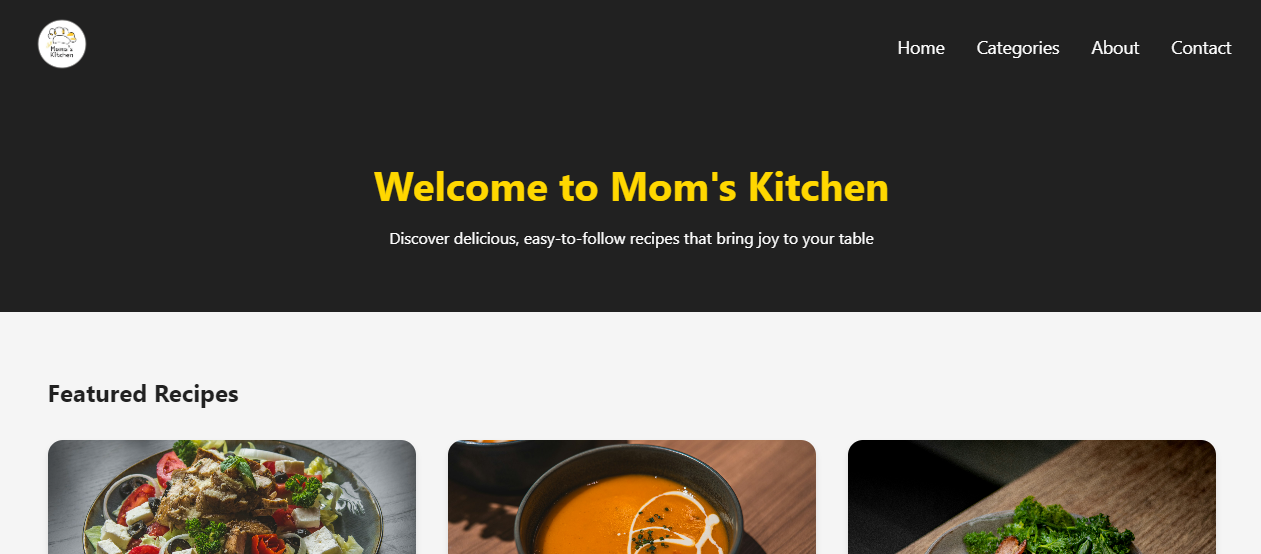 Mom's
Kitchen
Home Categories About Contact
Welcome to Mom's Kitchen
Discover delicious, easy-to-follow recipes that bring joy to your table
Featured Recipes